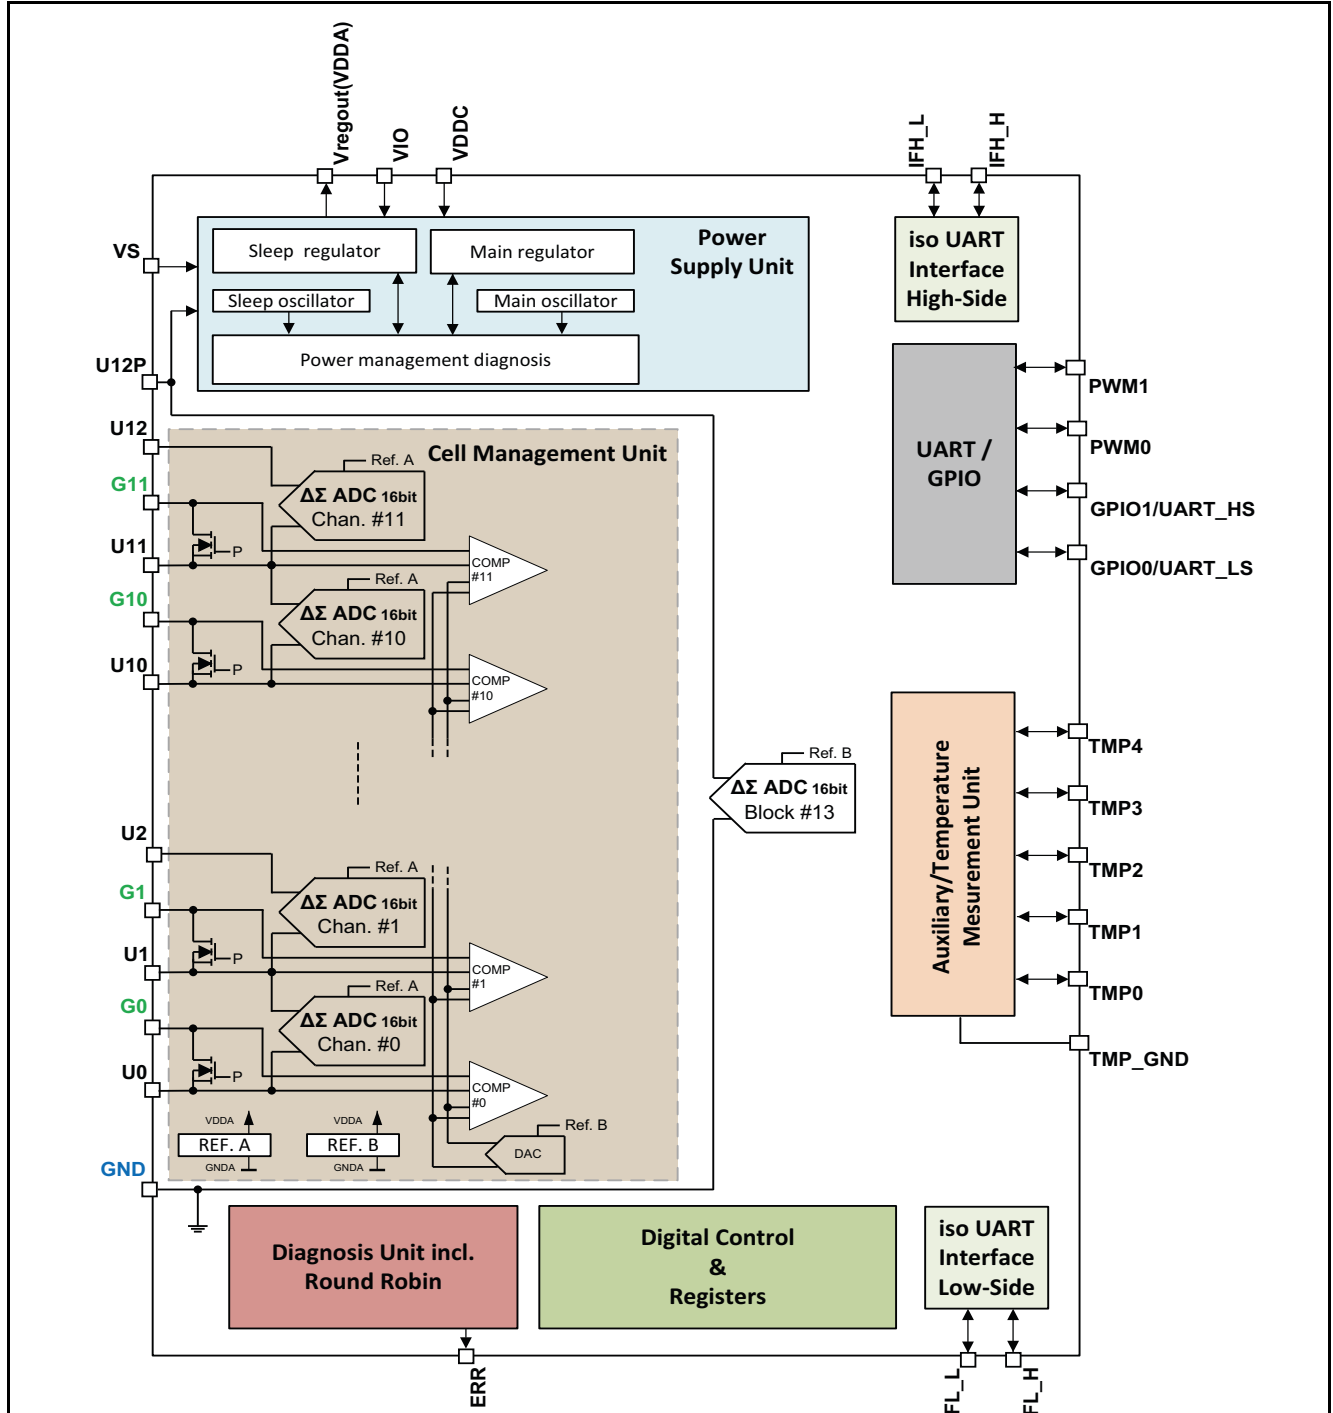 Vregout(VDDA)
VIO
VDDC
IFH_L
IFH_H
VS
Sleep regulator
Main regulator
Power
Supply Unit
Sleep oscillator
Main oscillator
Power management diagnosis
iso UART
Interface
High-Side
U12P
U12
G11
U11
G10
U10
U2
G1
U1
G0
U0
GND
Cell Management Unit
Ref. A
ΔΣ ADC 16bit
Chan. #11
P
COMP
#11
Ref. A
ΔΣ ADC 16bit
Chan. #10
P
COMP
#10
Ref. A
ΔΣ ADC 16bit
Chan. #1
P
COMP
#1
Ref. A
ΔΣ ADC 16bit
Chan. #0
P
COMP
#0
VDDA
REF. A
GNDA
VDDA
REF. B
GNDA
Ref. B
DAC
Ref. B
ΔΣ ADC 16bit
Block #13
UART /
GPIO
PWM1
PWM0
GPIO1/UART_HS
GPIO0/UART_LS
Auxiliary/Temperature
Mesurement Unit
TMP4
TMP3
TMP2
TMP1
TMP0
TMP_GND
Diagnosis Unit incl.
Round Robin
Digital Control
&
Registers
iso UART
Interface
Low-Side
ERR
FL_L
FL_H